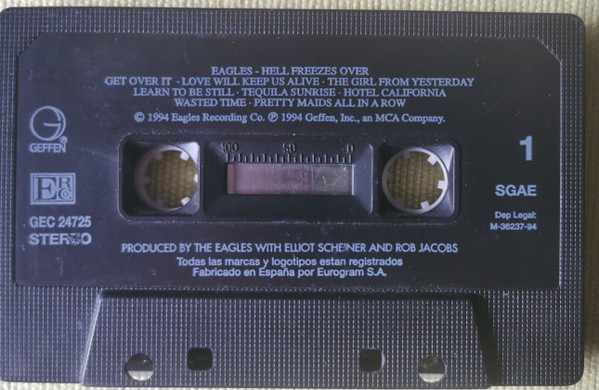 EAGLES - HELL FREEZES OVER
GET OVER IT · LOVE WILL KEEP US ALIVE · THE GIRL FROM YESTERDAY
LEARN TO BE STILL · TEQUILA SUNRISE · HOTEL CALIFORNIA
WASTED TIME · PRETTY MAIDS ALL IN A ROW
© 1994 Eagles Recording Co. ℗ 1994 Geffen, Inc., an MCA Company.
G
GEFFEN
100 50 0
1
ERC
SGAE
GEC 24725
STEREO
Dep Legal:
M-36237-94
PRODUCED BY THE EAGLES WITH ELLIOT SCHEINER AND ROB JACOBS
Todas las marcas y logotipos estan registrados
Fabricado en España por Eurogram S.A.